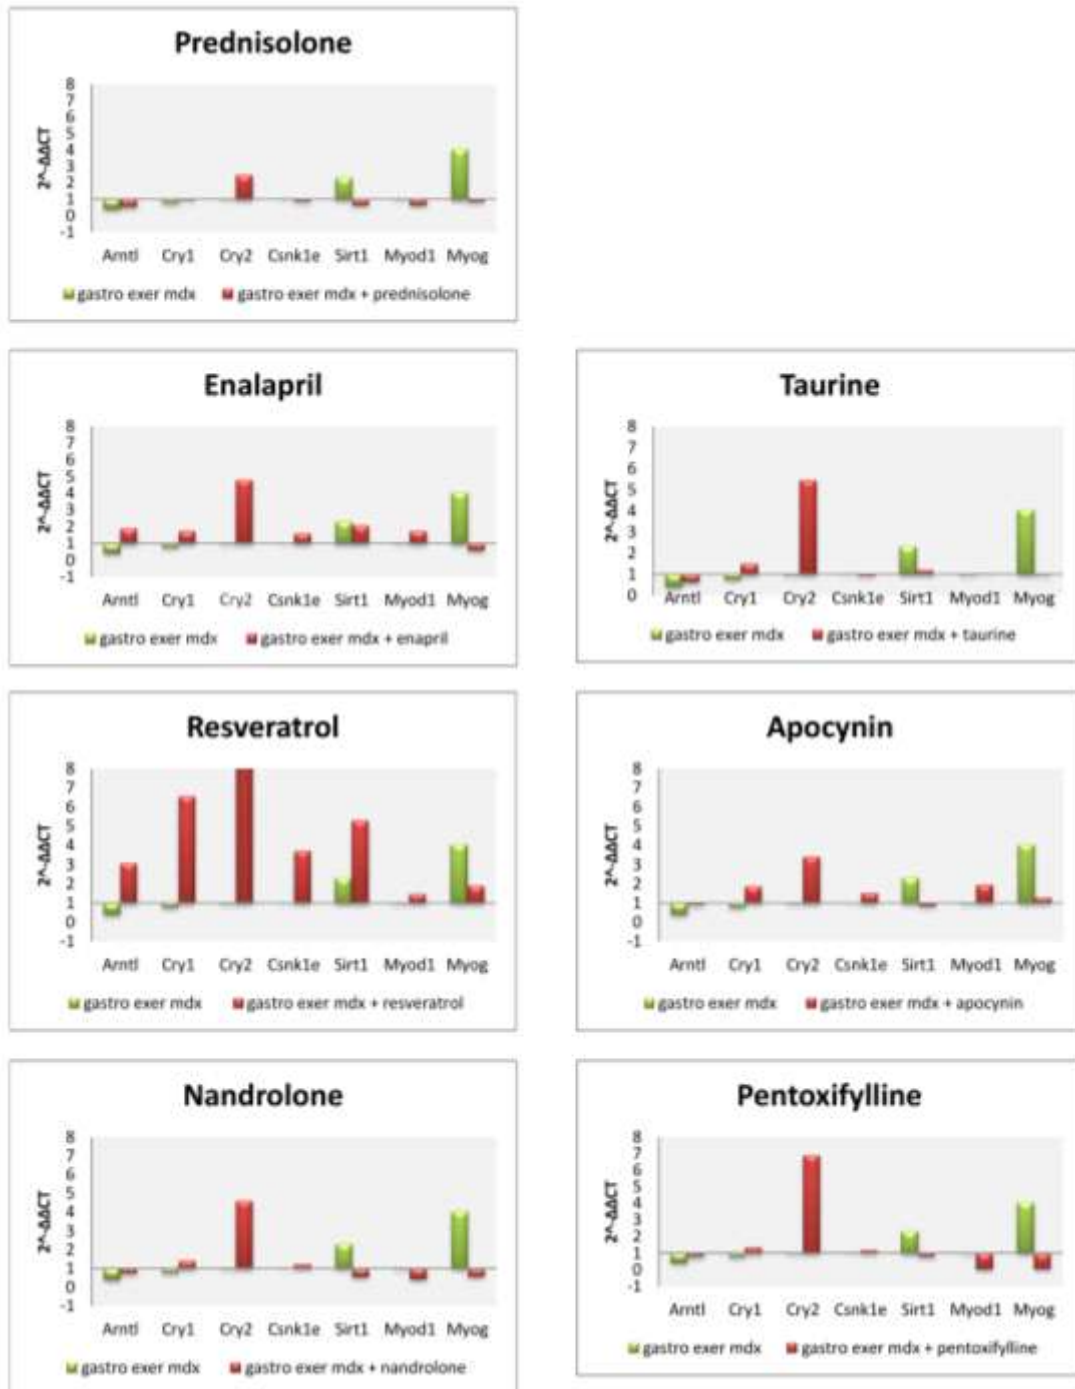 Prednisolone
8
7
6
5
4
3
2
1
0
-1
2^-ΔΔCT
Arntl Cry1 Cry2 Csnk1e Sirt1 Myod1 Myog
gastro exer mdx gastro exer mdx + prednisolone
Enalapril
8
7
6
5
4
3
2
1
0
-1
2^-ΔΔCT
Arntl Cry1 Cry2 Csnk1e Sirt1 Myod1 Myog
gastro exer mdx gastro exer mdx + enapril
Taurine
8
7
6
5
4
3
2
1
0
2^-ΔΔCT
Arntl Cry1 Cry2 Csnk1e Sirt1 Myod1 Myog
gastro exer mdx gastro exer mdx + taurine
Resveratrol
8
7
6
5
4
3
2
1
0
-1
2^-ΔΔCT
Arntl Cry1 Cry2 Csnk1e Sirt1 Myod1 Myog
gastro exer mdx gastro exer mdx + resveratrol
Apocynin
8
7
6
5
4
3
2
1
0
-1
2^-ΔΔCT
Arntl Cry1 Cry2 Csnk1e Sirt1 Myod1 Myog
gastro exer mdx gastro exer mdx + apocynin
Nandrolone
8
7
6
5
4
3
2
1
0
-1
2^-ΔΔCT
Arntl Cry1 Cry2 Csnk1e Sirt1 Myod1 Myog
gastro exer mdx gastro exer mdx + nandrolone
Pentoxifylline
8
7
6
5
4
3
2
1
0
-1
2^-ΔΔCT
Arntl Cry1 Cry2 Csnk1e Sirt1 Myod1 Myog
gastro exer mdx gastro exer mdx + pentoxifylline